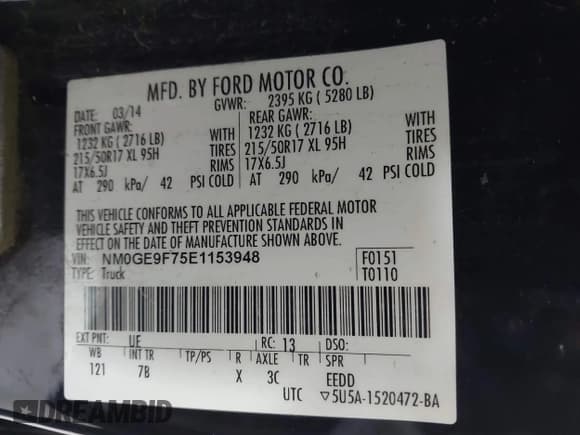 MFD. BY FORD MOTOR CO.
DATE: 03/14 GVWR: 2395 KG ( 5280 LB)
FRONT GAWR: REAR GAWR:
1232 KG ( 2716 LB) WITH 1232 KG ( 2716 LB) WITH
215/50R17 XL 95H TIRES 215/50R17 XL 95H TIRES
17X6.5J RIMS 17X6.5J RIMS
AT 290 kPa/ 42 PSI COLD AT 290 kPa/ 42 PSI COLD
THIS VEHICLE CONFORMS TO ALL APPLICABLE FEDERAL MOTOR
VEHICLE SAFETY AND THEFT PREVENTION STANDARDS IN
EFFECT ON THE DATE OF MANUFACTURE SHOWN ABOVE.
VIN: NM0GE9F75E1153948 F0151
TYPE: Truck T0110
EXT PNT: UE RC: 13 DSO:
WB INT TR TP/PS R AXLE TR SPR
121 7B X 3C EEDD
UTC ▽5U5A-1520472-BA
DREAMBID